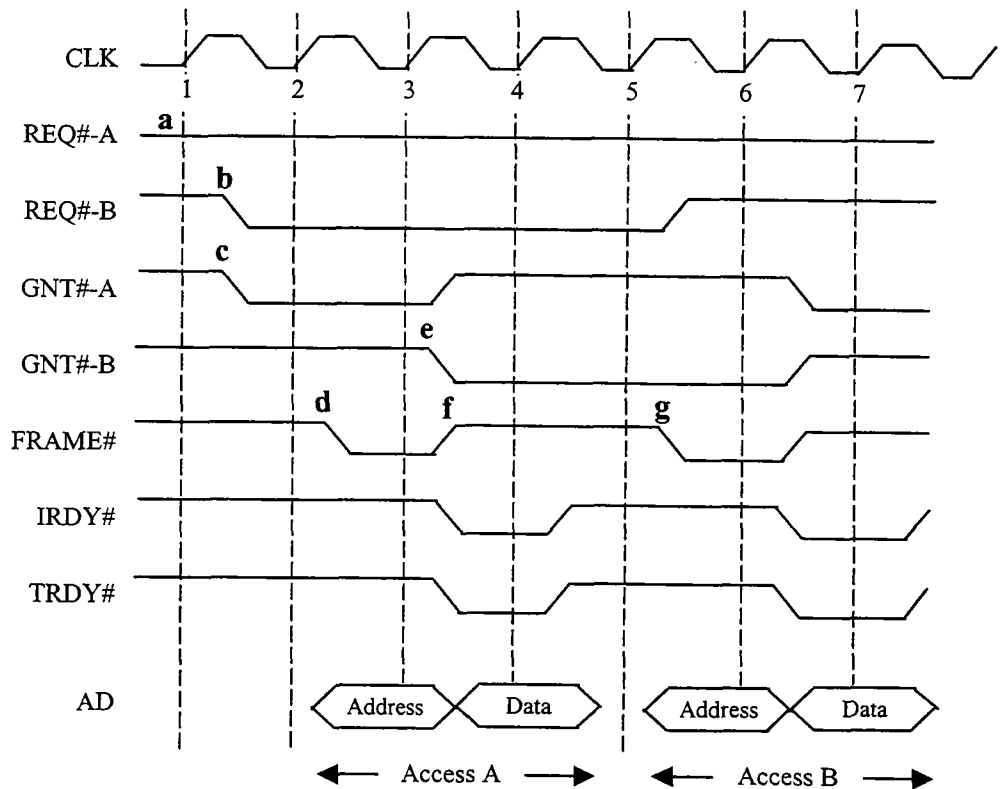 CLK
1 2 3 4 5 6 7
a
REQ#-A
b
REQ#-B
c
GNT#-A
e
GNT#-B
d f g
FRAME#
IRDY#
TRDY#
AD Address Data Address Data
Access A Access B